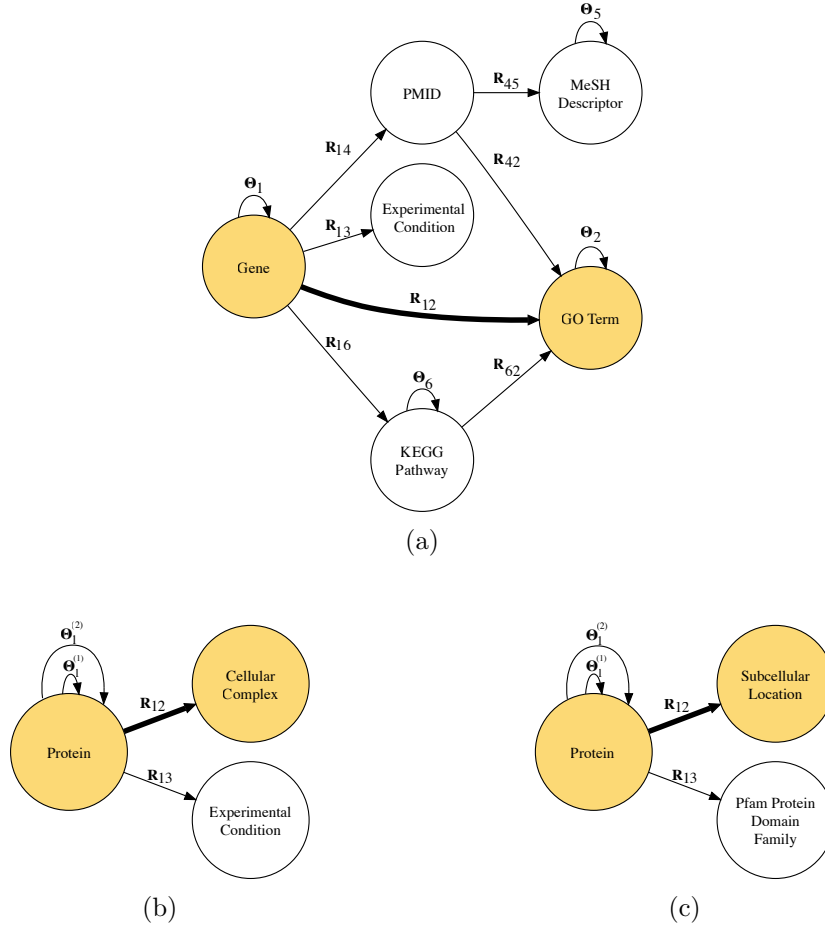 Θ5
PMID
R45
MeSH
Descriptor
R14
R42
Θ1
Experimental
Condition
R13
Θ2
Gene
R12
GO Term
R16
Θ6
R62
KEGG
Pathway
(a)
Θ1(2)
Θ1(1)
Cellular
Complex
R12
Protein
R13
Experimental
Condition
(b)
Θ1(2)
Θ1(1)
Subcellular
Location
R12
Protein
R13
Pfam Protein
Domain
Family
(c)